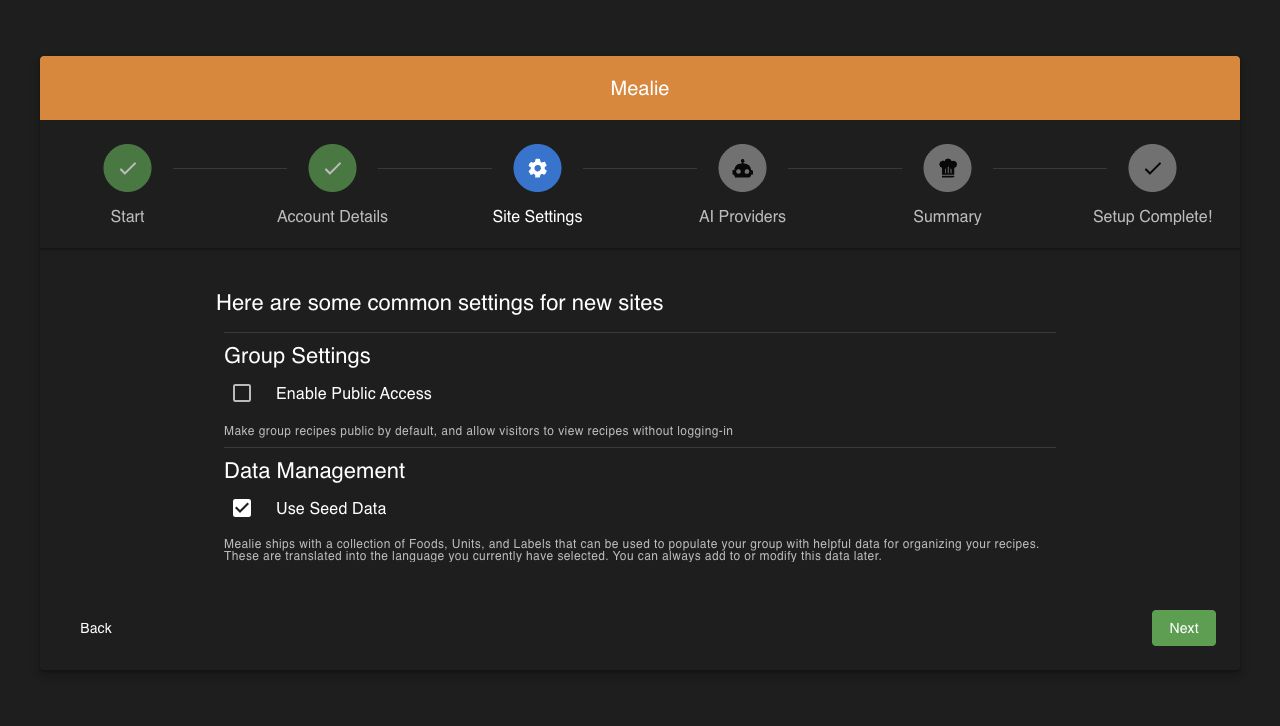 Mealie
Start
Account Details
Site Settings
AI Providers
Summary
Setup Complete!
Here are some common settings for new sites
Group Settings
Enable Public Access
Make group recipes public by default, and allow visitors to view recipes without logging-in
Data Management
Use Seed Data
Mealie ships with a collection of Foods, Units, and Labels that can be used to populate your group with helpful data for organizing your recipes.
These are translated into the language you currently have selected. You can always add to or modify this data later.
Back
Next